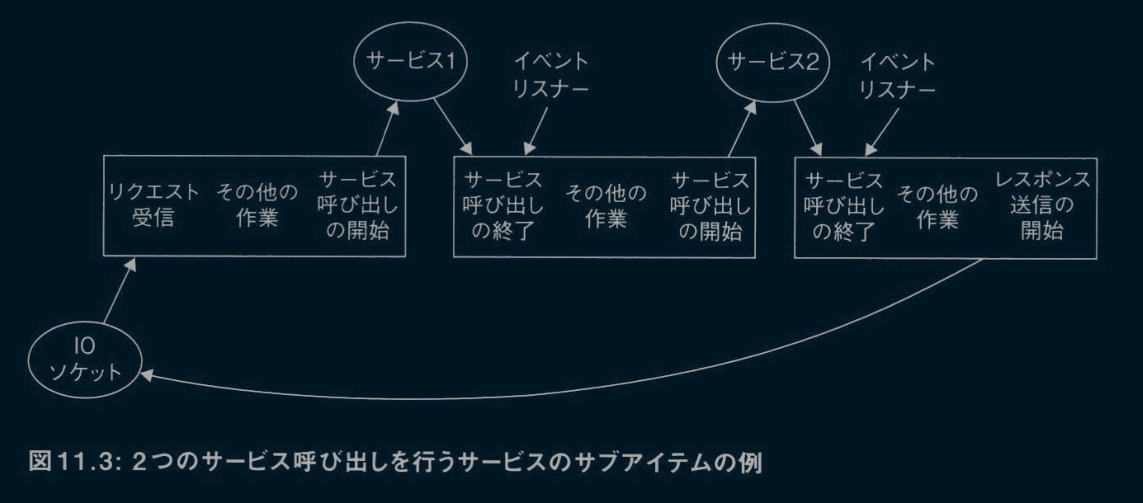 サービス1
イベント
リスナー
サービス2
イベント
リスナー
リクエスト
受信
その他の
作業
サービス
呼び出し
の開始
サービス
呼び出し
の終了
その他の
作業
サービス
呼び出し
の開始
サービス
呼び出し
の終了
その他の
作業
レスポンス
送信の
開始
IO
ソケット
図11.3: 2つのサービス呼び出しを行うサービスのサブアイテムの例